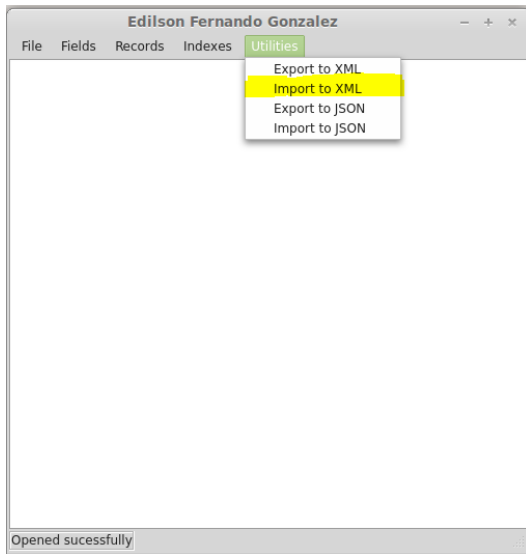 Edilson Fernando Gonzalez
File Fields Records Indexes Utilities
Export to XML
Import to XML
Export to JSON
Import to JSON
Opened sucessfully